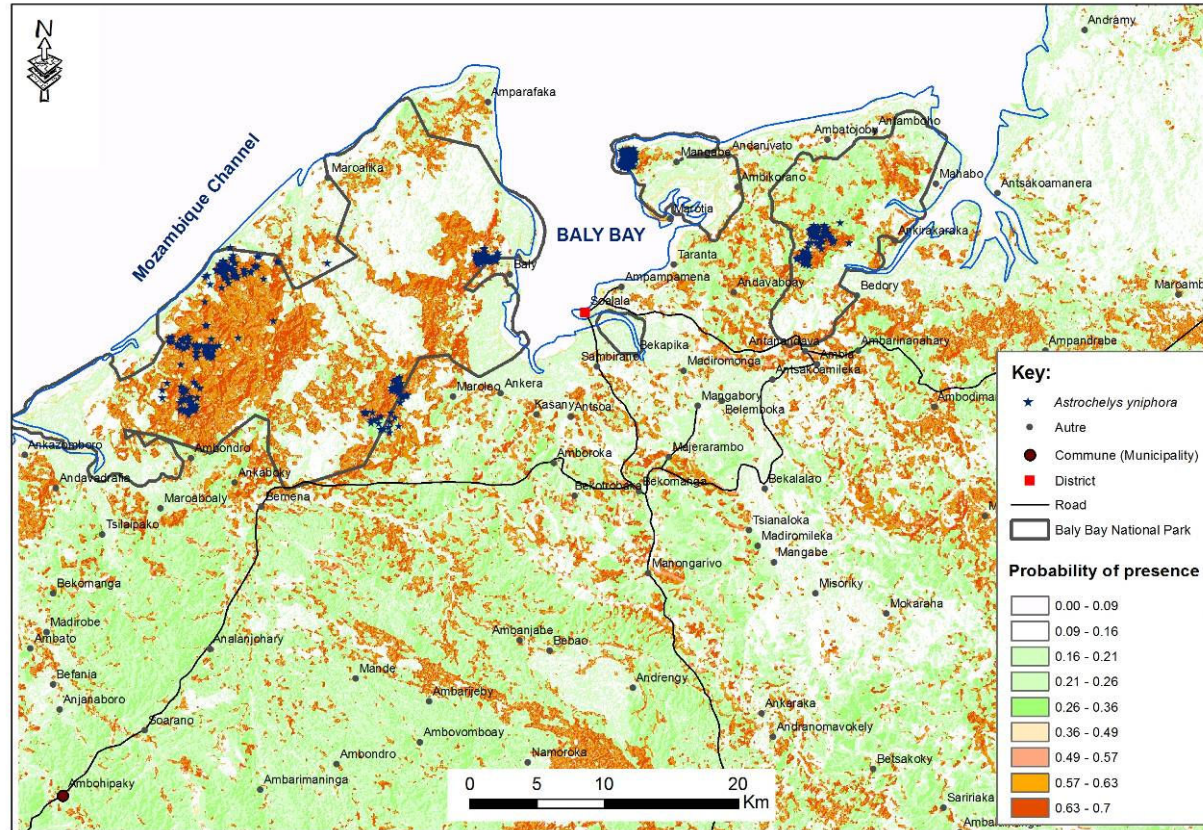 N
Andramy
Amparafaka
Antamboho
Ambatojoby
Andanivato
Mangabe
Maroalika
Ambikorano
Mahabo
Antsakoamanera
Mozambique Channel
Marotia
BALY BAY
Ankirakaraka
Taranta
Baly
Ampampamena
Andavaboay
Bedory
Soalala
Antanandava
Ambia
Ambarinanahary
Ampandrabe
Sambirano
Bekapika
Madiromonga
Antsakoamileka
Key:
Maroleo
Ankera
Mangabory
Belemboka
Kasany
Antsoa
Astrochelys yniphora
Autre
Majerarambo
Ankazomboro
Ambondro
Ankaboky
Amboroka
Commune (Municipality)
Andavadrafia
District
Bemena
Bekotrobaka
Bekomanga
Bekalalao
Maroaboaly
Road
Tsilaipako
Tsianaloka
Baly Bay National Park
Madiromileka
Mangabe
Manongarivo
Probability of presence
Bekomanga
Misoriky
0.00 - 0.09
Mokaraha
0.09 - 0.16
Madirobe
Ambanjabe
Ambato
Analanjohary
Babao
0.16 - 0.21
0.21 - 0.26
Befania
Mande
Andrengy
Ambarijeby
0.26 - 0.36
Anjanaboro
Ankaraka
0.36 - 0.49
Soarano
Andranomavokely
0.49 - 0.57
Ambovomboay
Ambondro
Namoroka
Betsakoky
0.57 - 0.63
Ambohipaky
Ambarimaninga
0 5 10 20
Km
0.63 - 0.7
Saririaka